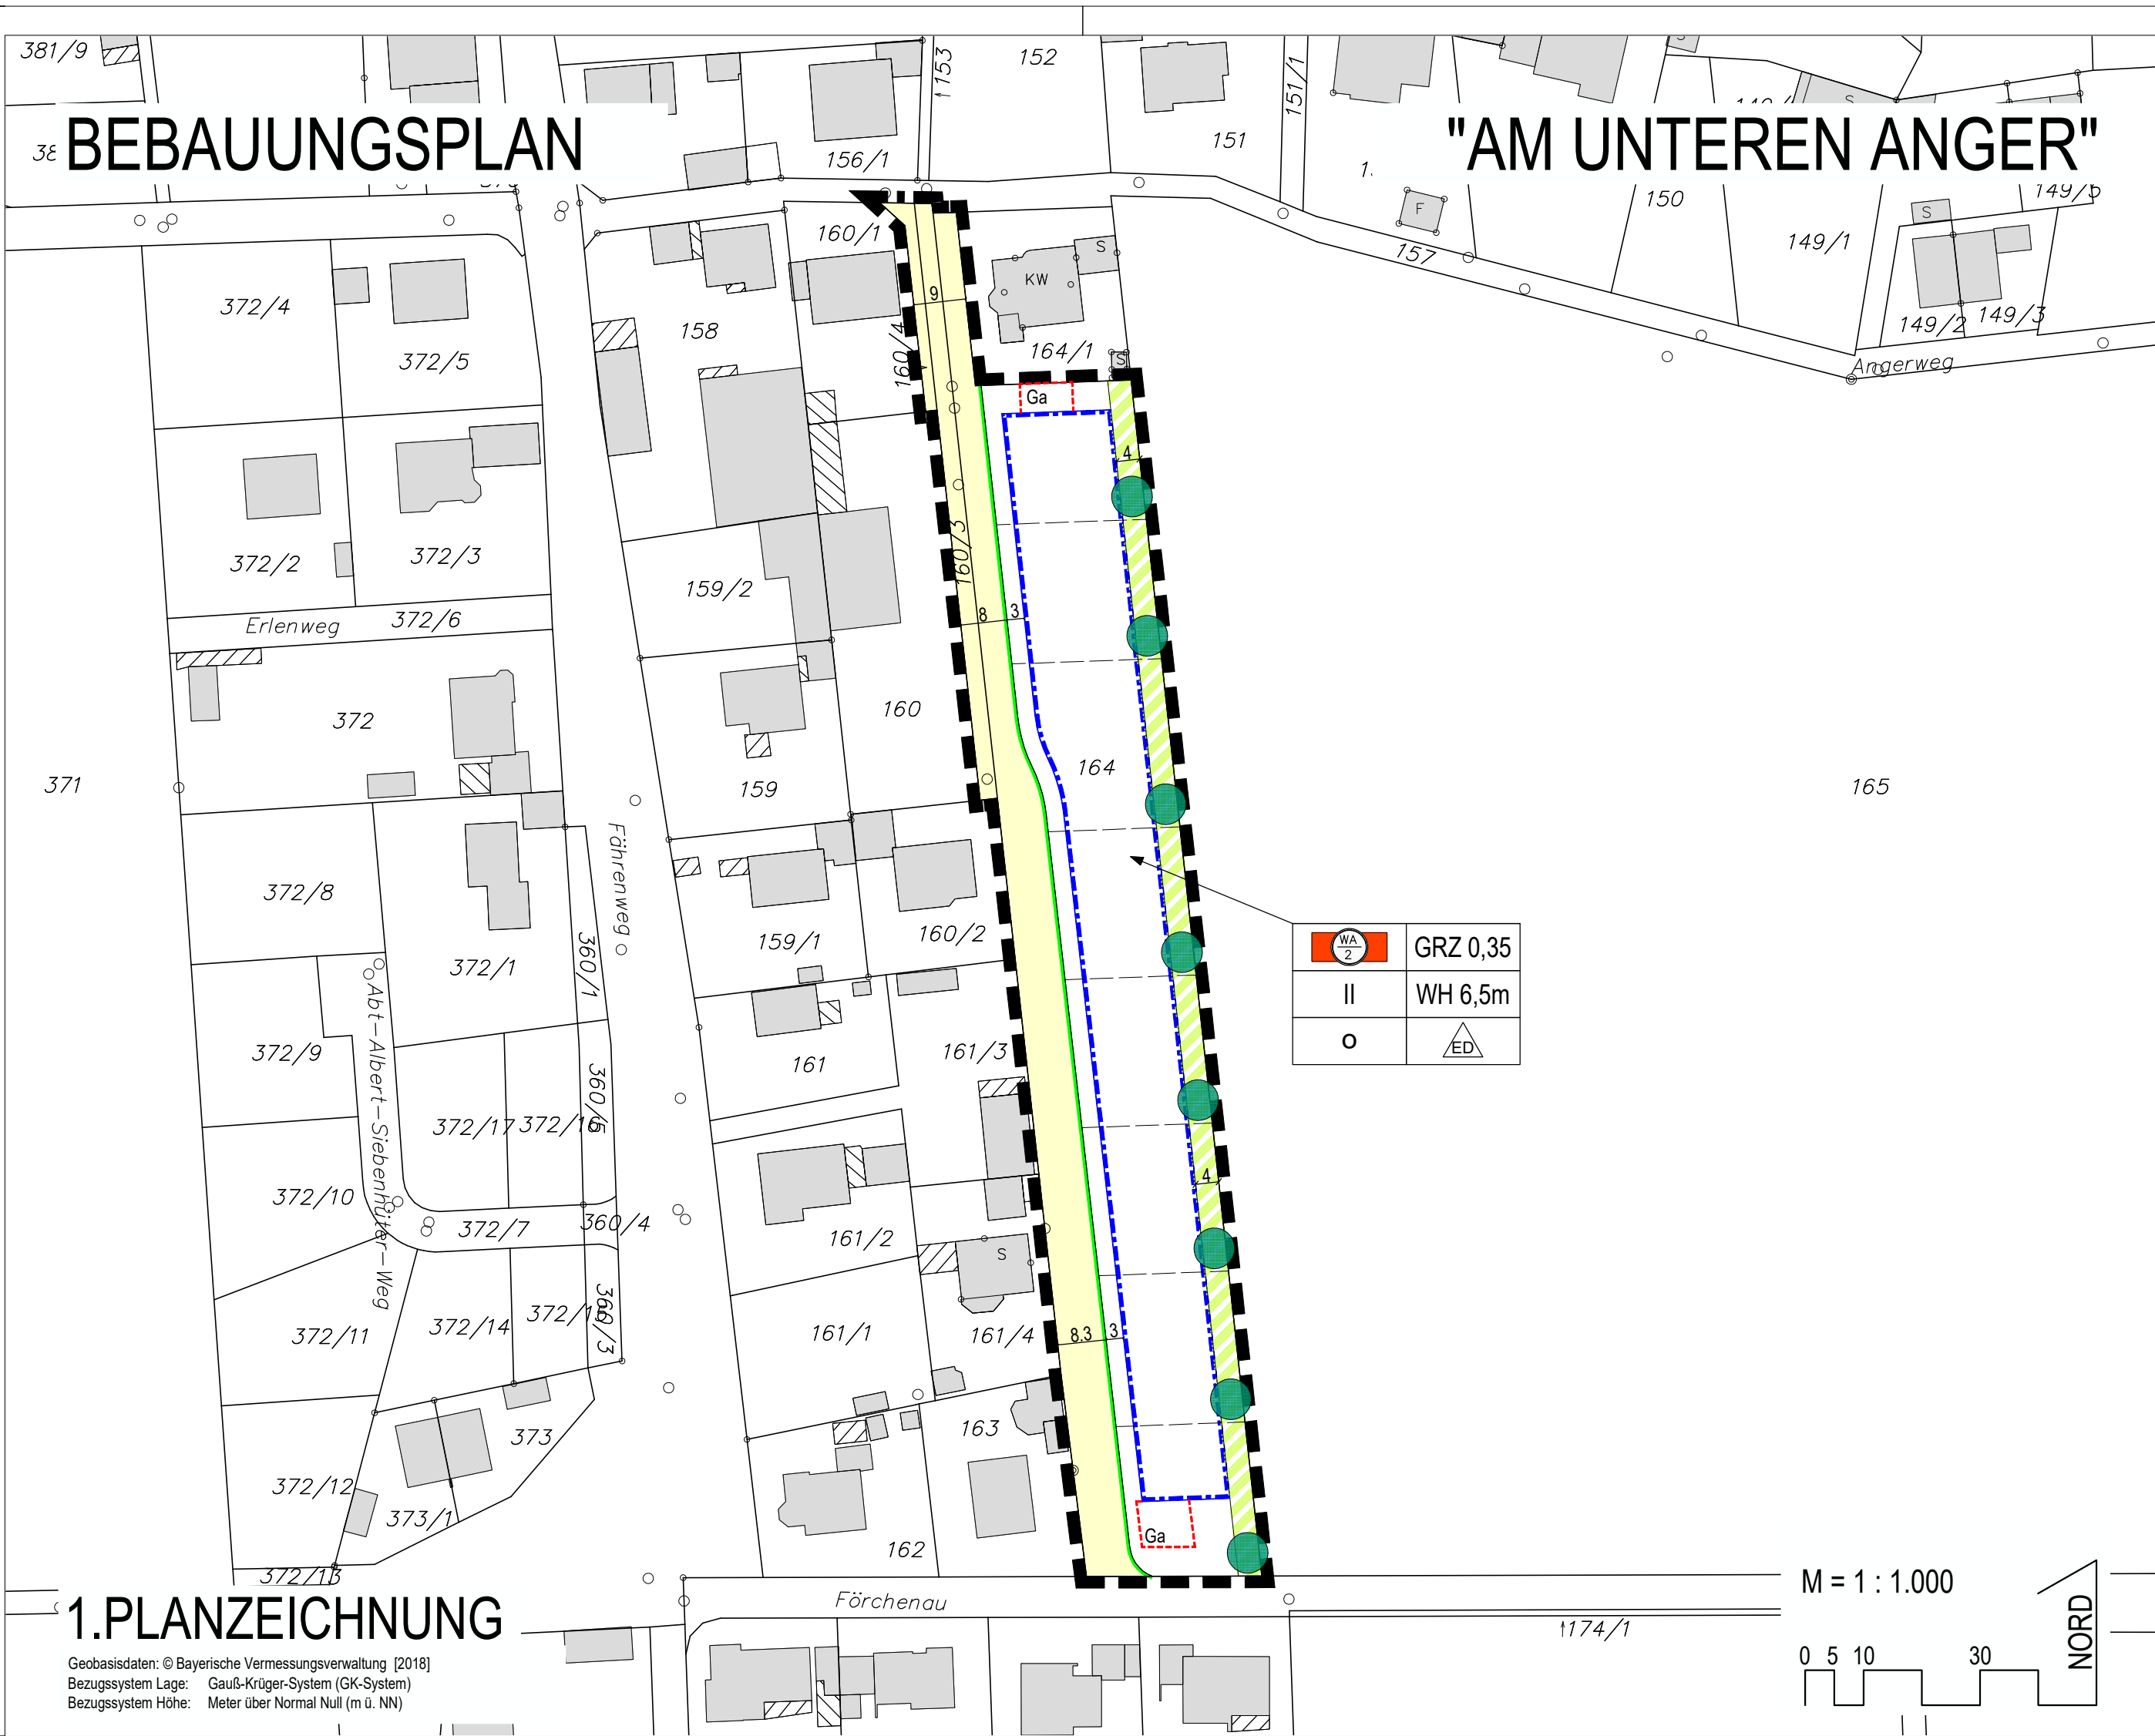 381/9
152
↑153
151/1
BEBAUUNGSPLAN
"AM UNTEREN ANGER"
156/1
151
150
149/5
149/1
160/1
S
F
S
157
KW
372/4
158
9
149/2
149/3
164/1
S
372/5
160/4
Angerweg
Ga
4
372/2
372/3
159/2
160/3
Erlenweg
372/6
8
3
372
160
371
159
164
165
Fährenweg
372/8
159/1
160/2
WA
2
GRZ 0,35
372/1
360/1
II
WH 6,5m
372/9
161
161/3
o
ED
Abt-Albert-Siebenhüter-Weg
360/6
372/17
372/10
4
372/7
360/4
161/2
S
372/11
372/14
360/3
161/1
161/4
8.3
3
373
163
372/12
373/1
Ga
162
372/13
M = 1 : 1.000
1.PLANZEICHNUNG
Förchenau
↑174/1
NORD
0 5 10 30
Geobasisdaten: © Bayerische Vermessungsverwaltung [2018]
Bezugssystem Lage: Gauß-Krüger-System (GK-System)
Bezugssystem Höhe: Meter über Normal Null (m ü. NN)